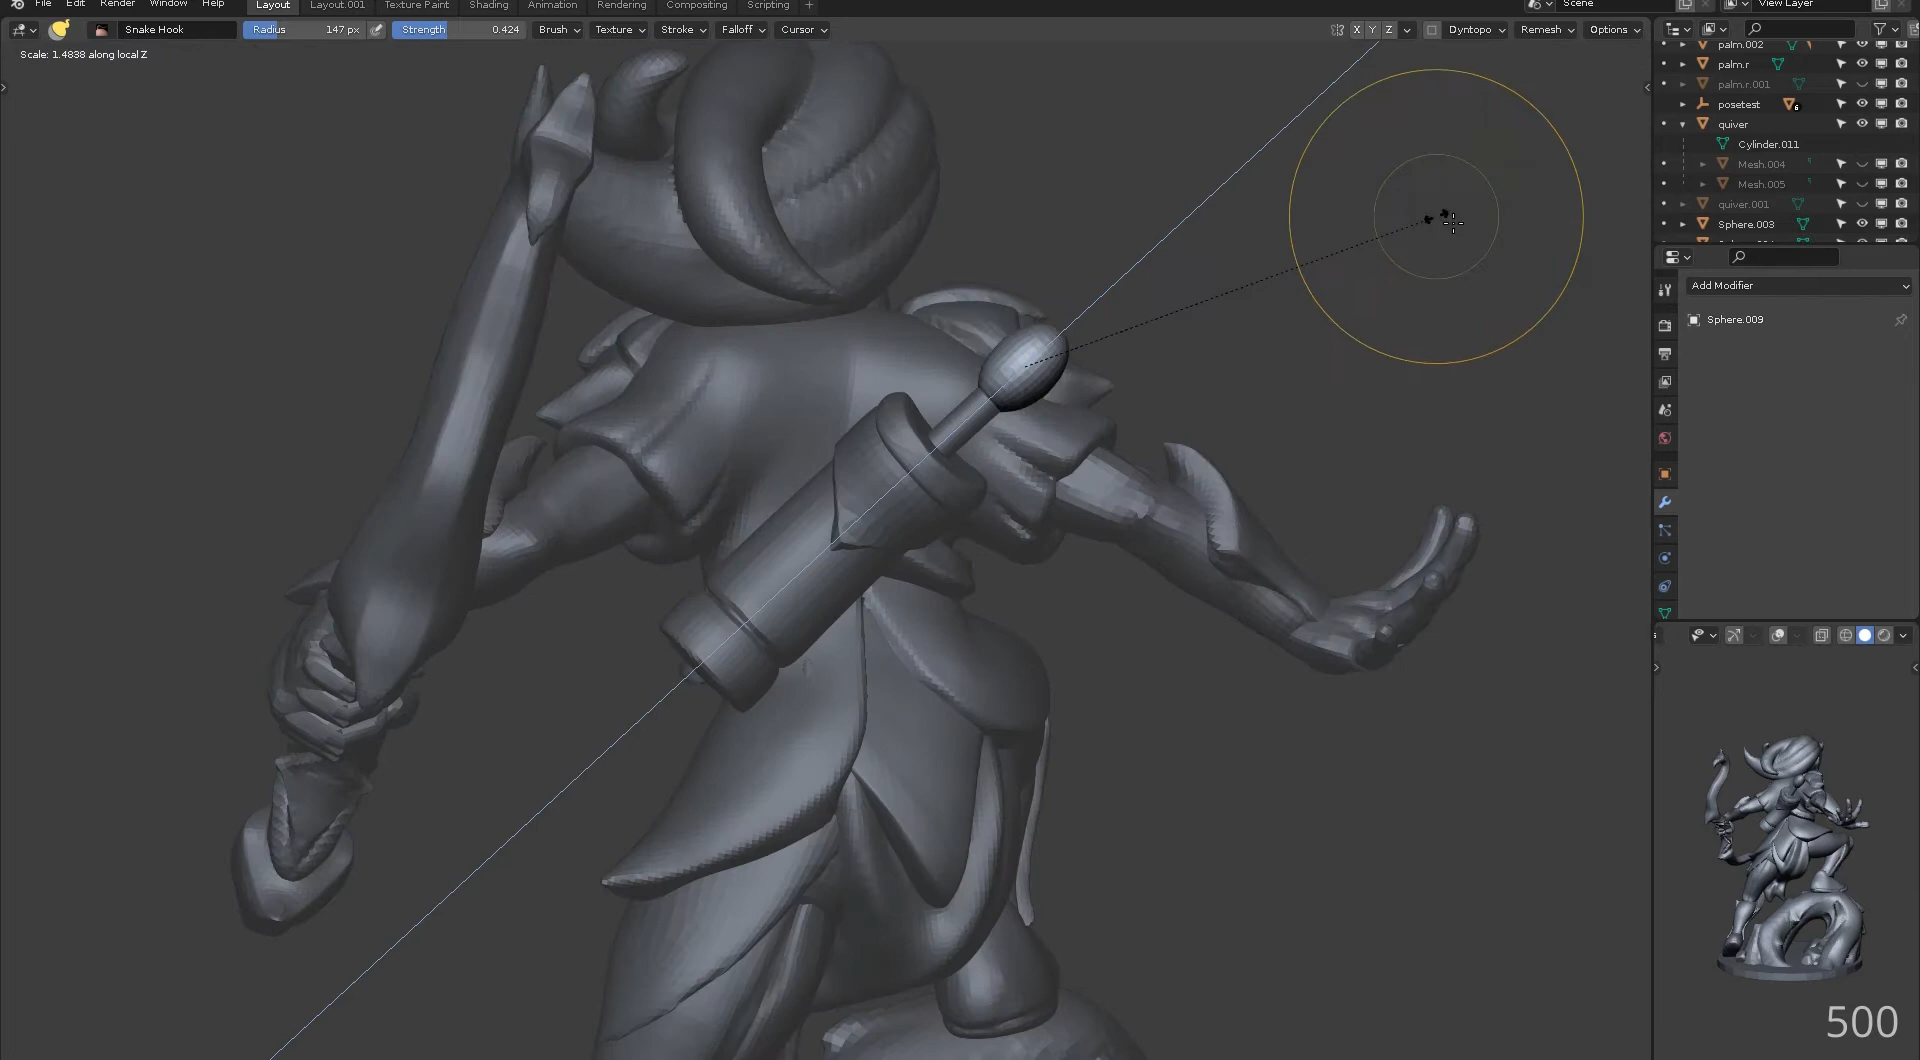 File Edit Render Window Help Layout Layout.001 Texture Paint Shading Animation Rendering Compositing Scripting + Scene View Layer
Snake Hook Radius 147 px Strength 0.424 Brush Texture Stroke Falloff Cursor X Y Z Dyntopo Remesh Options
Scale: 1.4838 along local Z
palm.002
palm.r
palm.r.001
posetest 6
quiver
Cylinder.011
Mesh.004
Mesh.005
quiver.001
Sphere.003
Add Modifier
Sphere.009
500